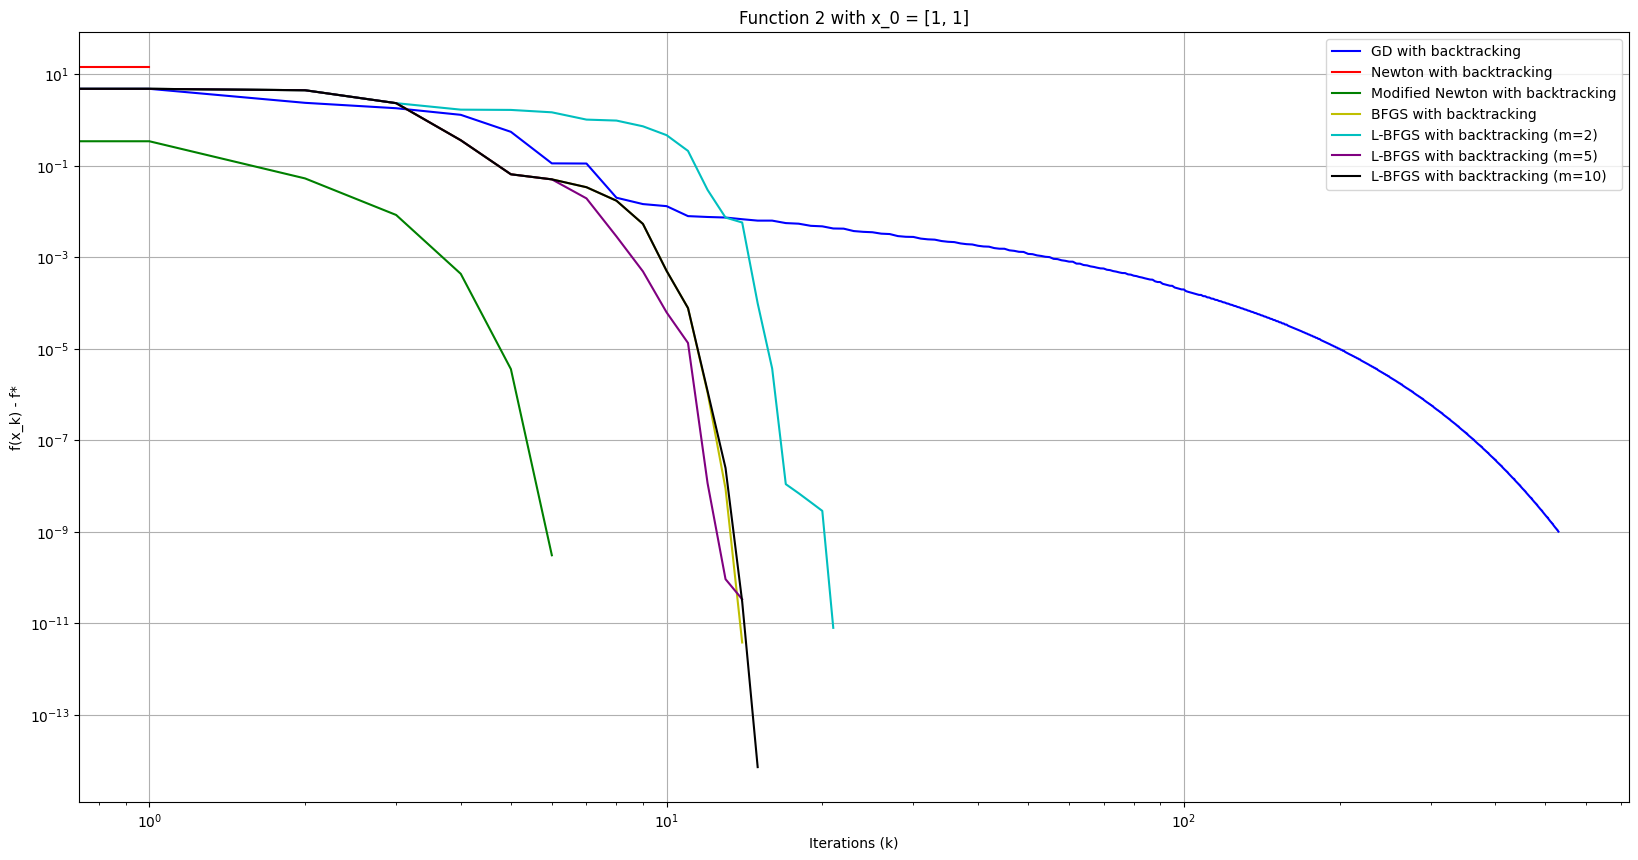 Function 2 with x_0 = [1, 1]
GD with backtracking
Newton with backtracking
Modified Newton with backtracking
BFGS with backtracking
L-BFGS with backtracking (m=2)
L-BFGS with backtracking (m=5)
L-BFGS with backtracking (m=10)
f(x_k) - f*
10¹
10⁻¹
10⁻³
10⁻⁵
10⁻⁷
10⁻⁹
10⁻¹¹
10⁻¹³
10⁰
10¹
10²
Iterations (k)